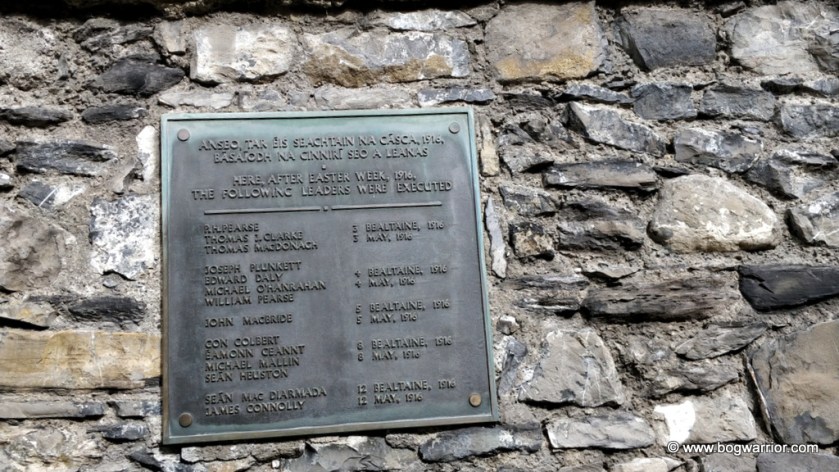 ANSEO, TAR ÉIS SEACHTAIN NA CÁSCA, 1916,
BÁSAÍODH NA CINNIRÍ SEO A LEANAS
HERE, AFTER EASTER WEEK, 1916,
THE FOLLOWING LEADERS WERE EXECUTED
P.H. PEARSE 3 BEALTAINE, 1916
THOMAS J. CLARKE 3 MAY, 1916
THOMAS MACDONAGH
JOSEPH PLUNKETT 4 BEALTAINE, 1916
EDWARD DALY 4 MAY, 1916
MICHAEL O'HANRAHAN
WILLIAM PEARSE
JOHN MACBRIDE 5 BEALTAINE, 1916
5 MAY, 1916
CON COLBERT 8 BEALTAINE, 1916
ÉAMONN CEANNT 8 MAY, 1916
MICHAEL MALLIN
SEÁN HEUSTON
SEÁN MAC DIARMADA 12 BEALTAINE, 1916
JAMES CONNOLLY 12 MAY, 1916
© www.bogwarrior.com